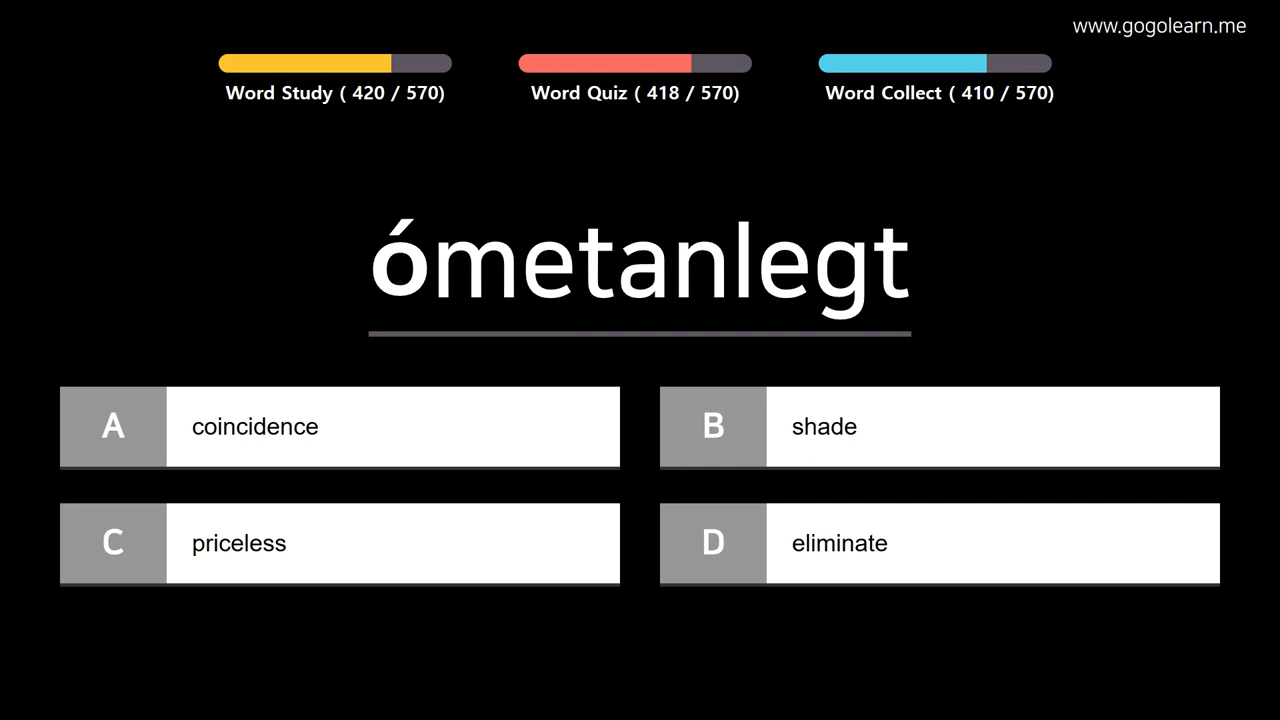 www.gogolearn.me
Word Study ( 420 / 570)
Word Quiz ( 418 / 570)
Word Collect ( 410 / 570)
ómetanlegt
A coincidence
B shade
C priceless
D eliminate